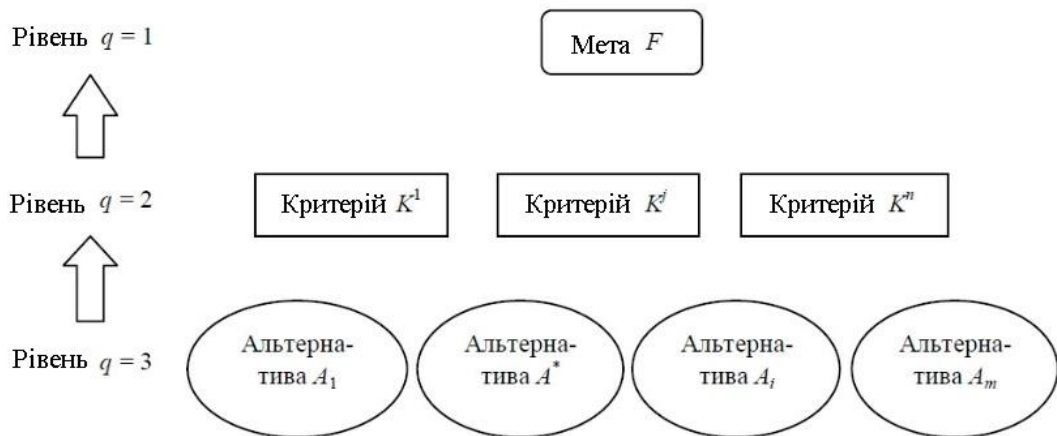 Рівень q = 1
Мета F
Рівень q = 2
Критерій K¹
Критерій Kʲ
Критерій Kⁿ
Рівень q = 3
Альтерна-
тива A₁
Альтерна-
тива A*
Альтерна-
тива Aᵢ
Альтерна-
тива Aₘ